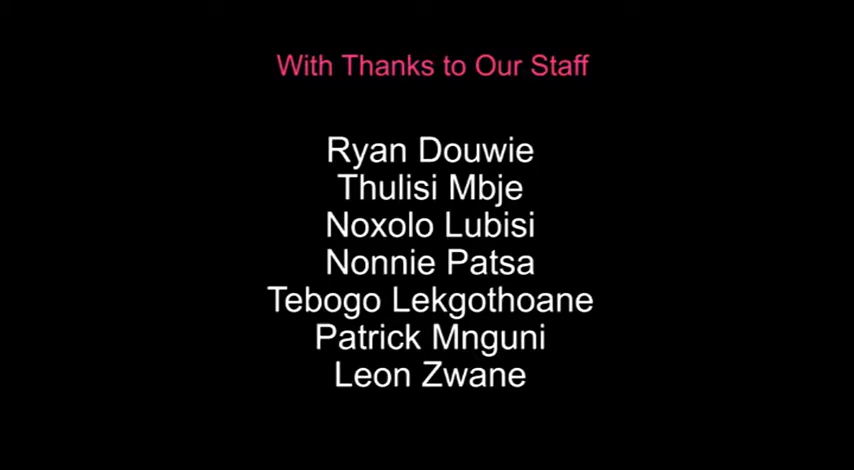 With Thanks to Our Staff
Ryan Douwie
Thulisi Mbje
Noxolo Lubisi
Nonnie Patsa
Tebogo Lekgothoane
Patrick Mnguni
Leon Zwane